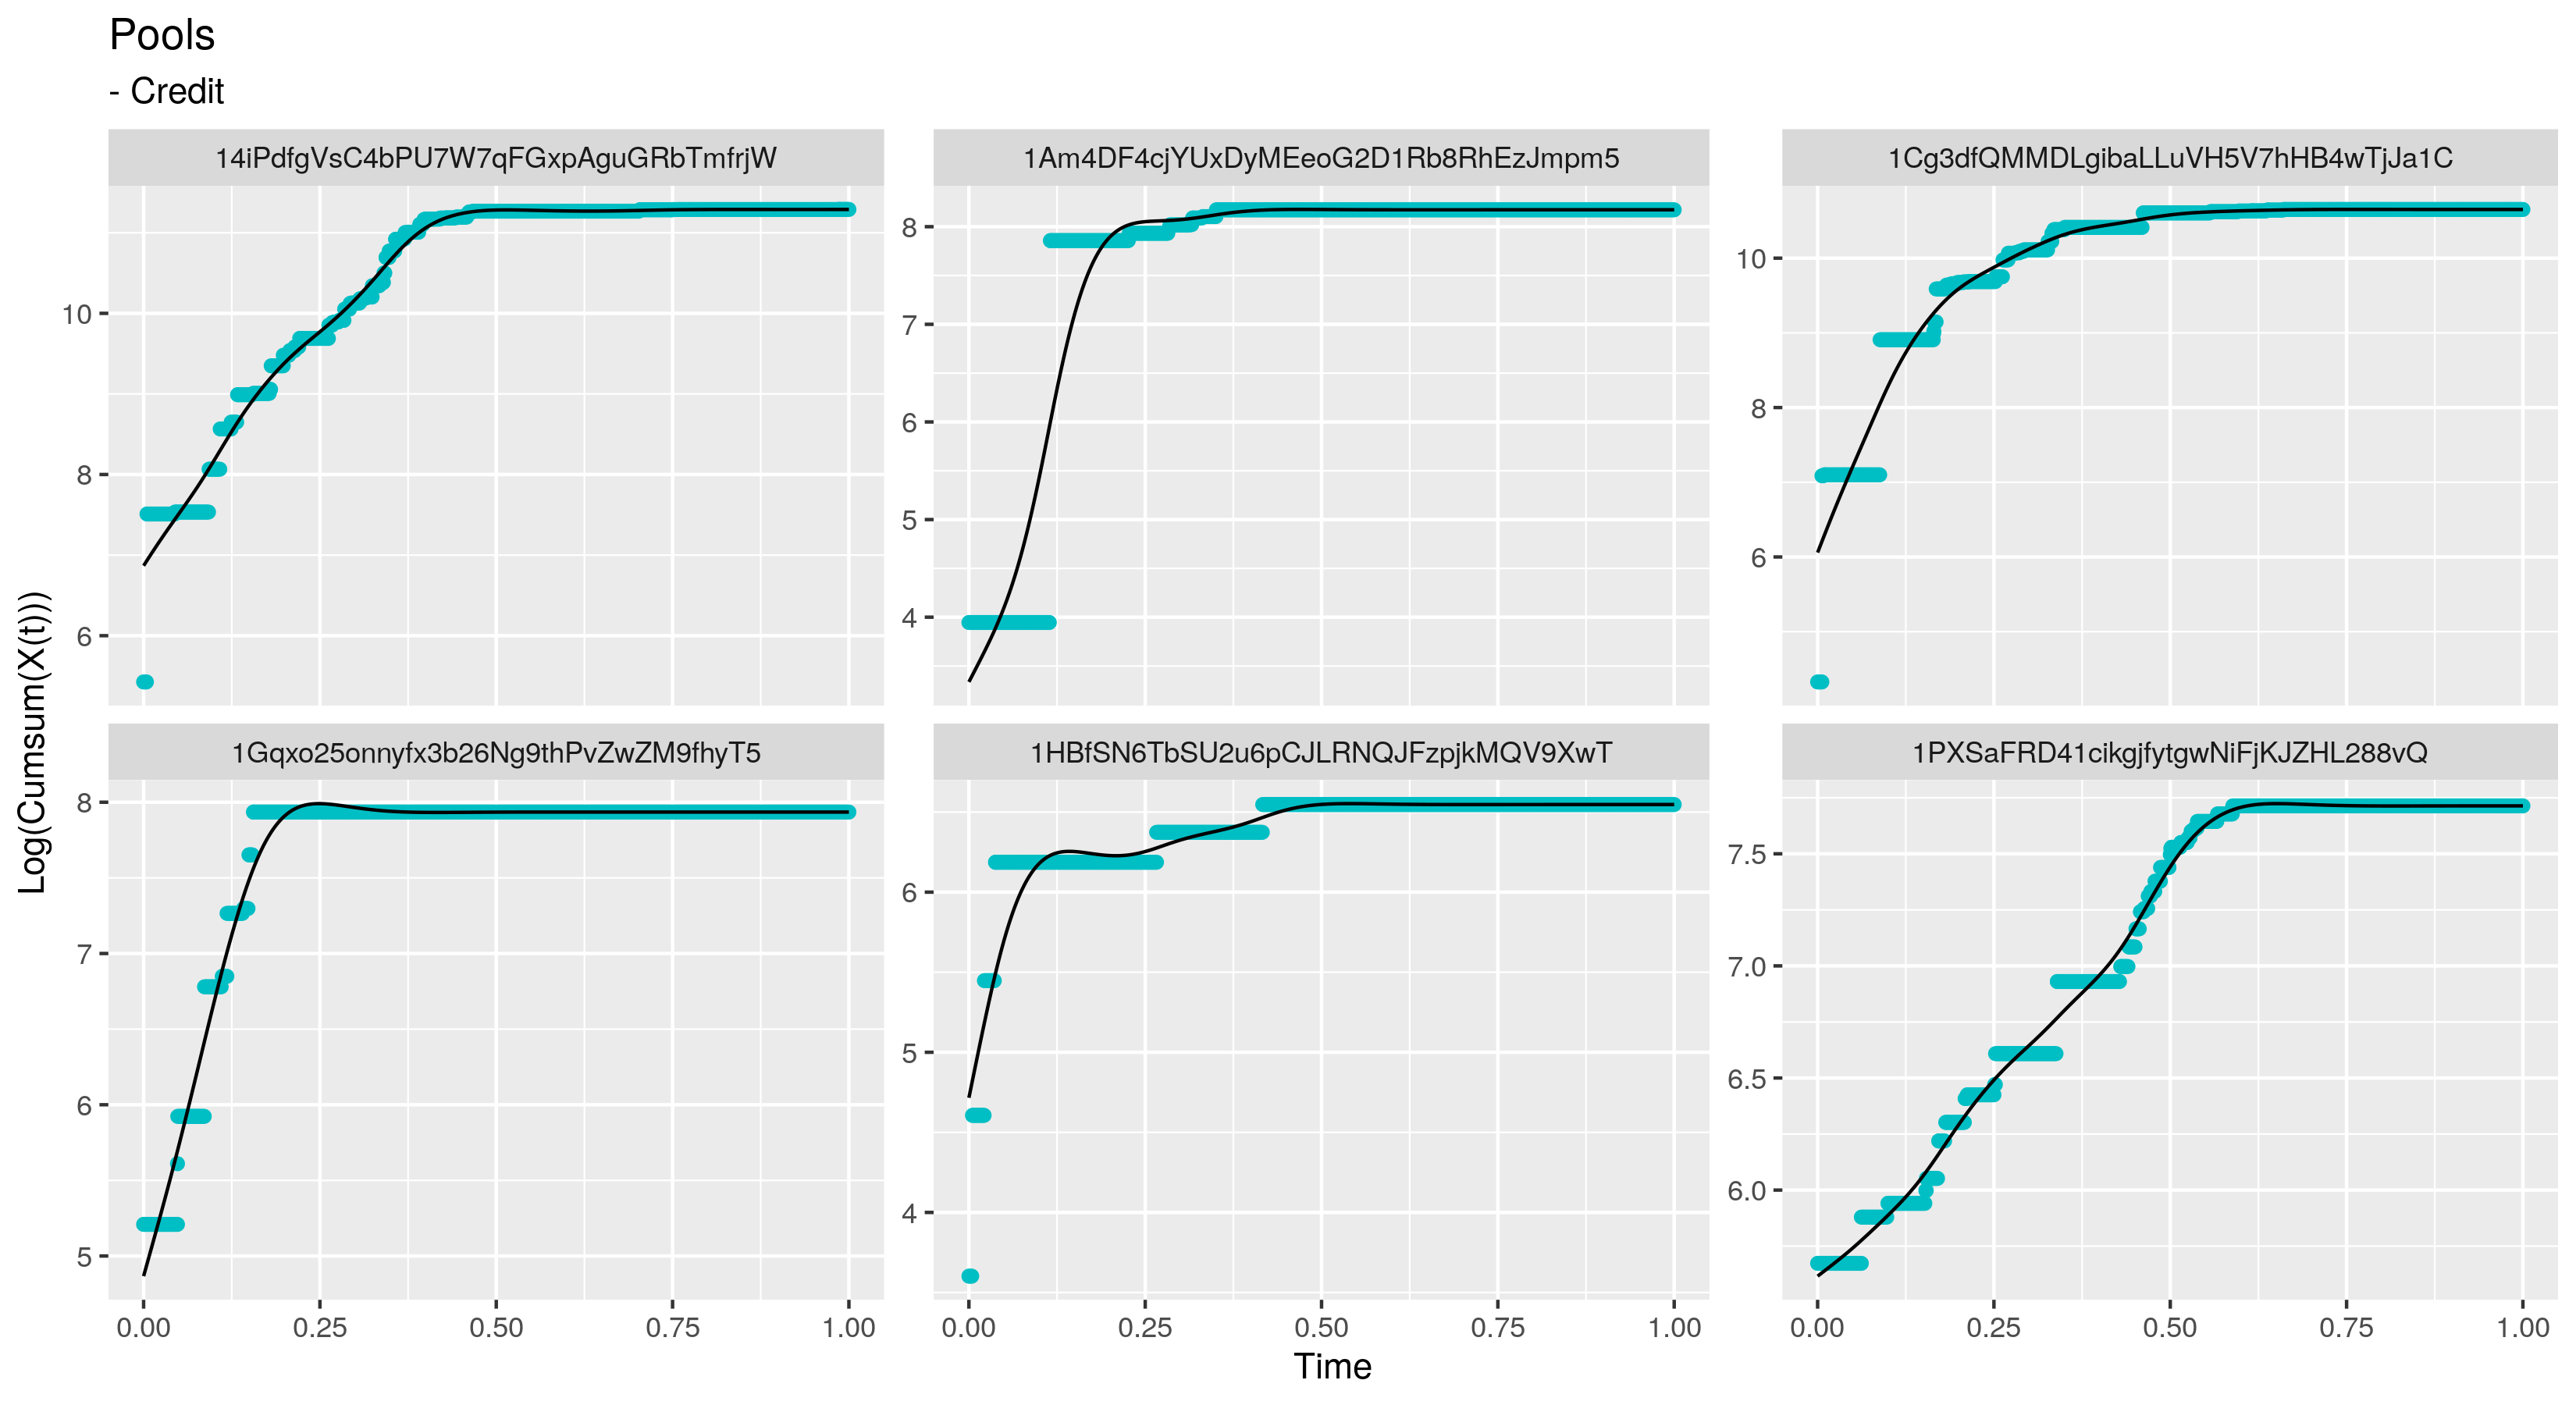 Pools
- Credit
14iPdfgVsC4bPU7W7qFGxpAguGRbTmfrjW
1Am4DF4cjYUxDyMEeoG2D1Rb8RhEzJmpm5
1Cg3dfQMMDLgibaLLuVH5V7hHB4wTjJa1C
10
8
6
8
7
6
5
4
10
8
6
Log(Cumsum(X(t)))
1Gqxo25onnyfx3b26Ng9thPvZwZM9fhyT5
1HBfSN6TbSU2u6pCJLRNQJFzpjkMQV9XwT
1PXSaFRD41cikgjfytgwNiFjKJZHL288vQ
8
7
6
5
6
5
4
7.5
7.0
6.5
6.0
0.00 0.25 0.50 0.75 1.00
0.00 0.25 0.50 0.75 1.00
0.00 0.25 0.50 0.75 1.00
Time